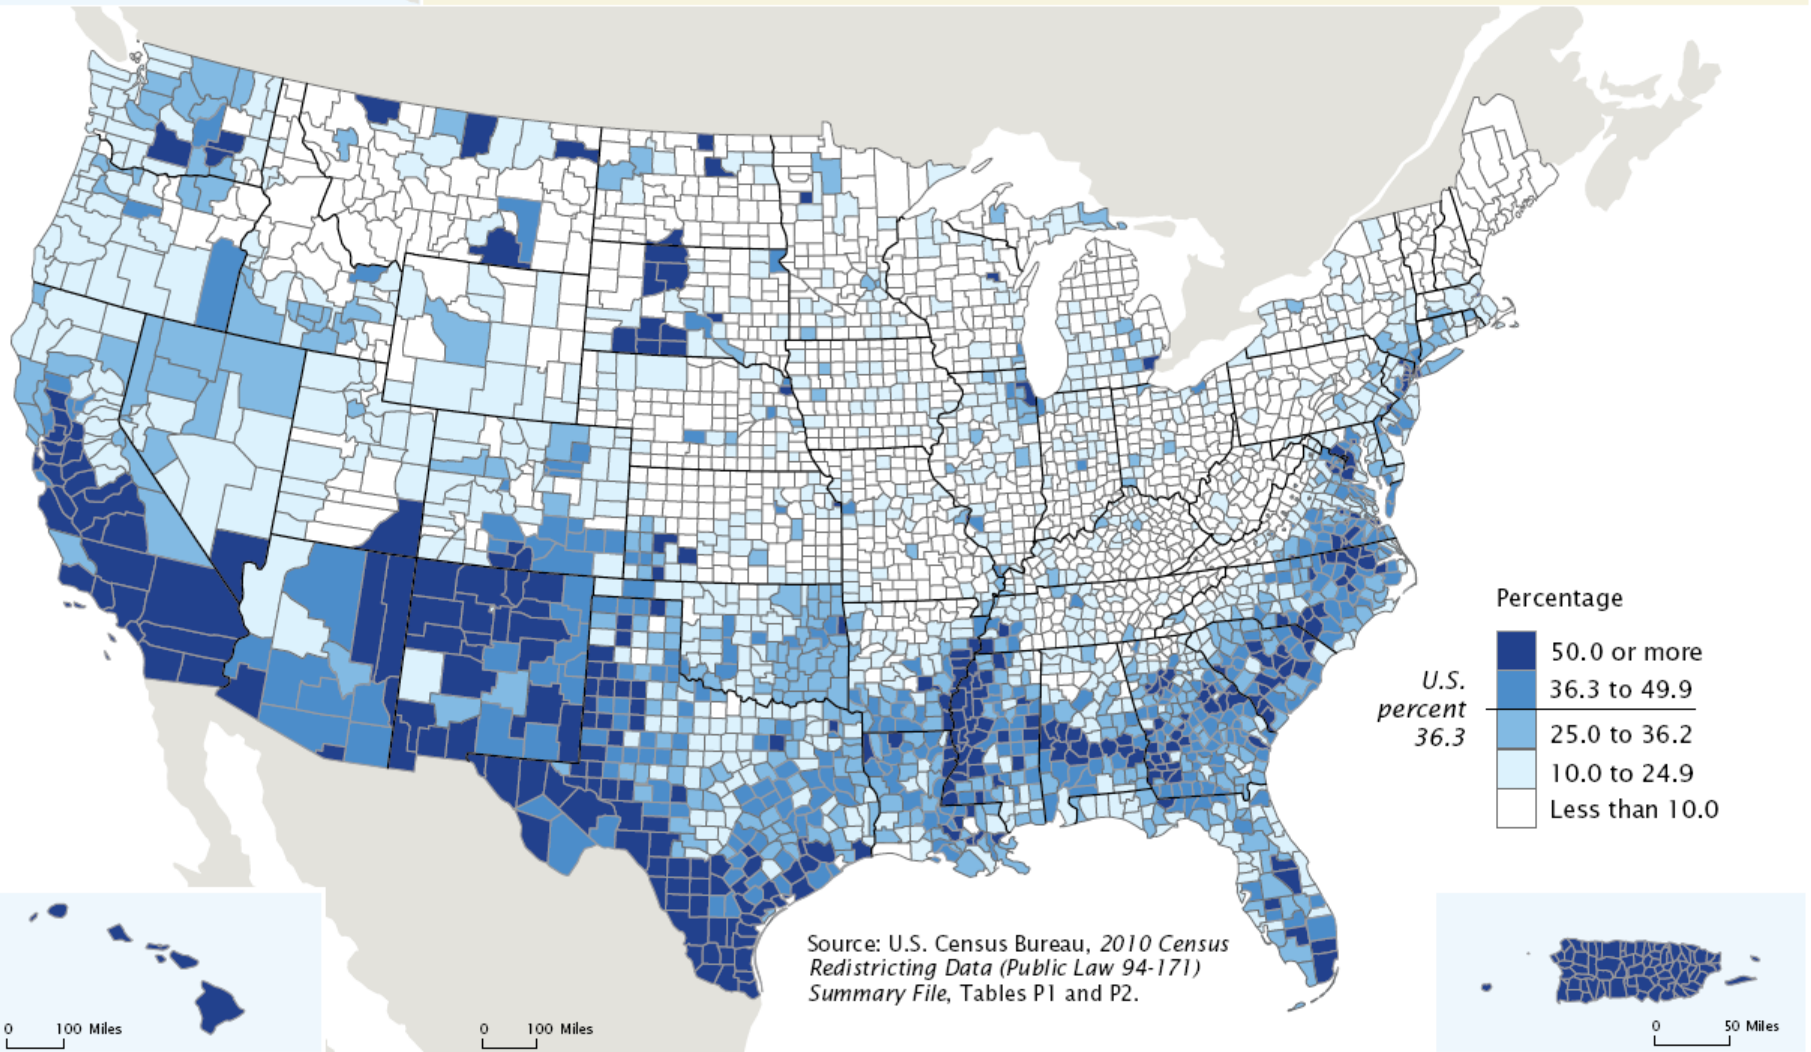 Percentage
50.0 or more
36.3 to 49.9
25.0 to 36.2
10.0 to 24.9
Less than 10.0
U.S.
percent
36.3
Source: U.S. Census Bureau, 2010 Census
Redistricting Data (Public Law 94-171)
Summary File, Tables P1 and P2.
0 100 Miles
0 100 Miles
0 50 Miles